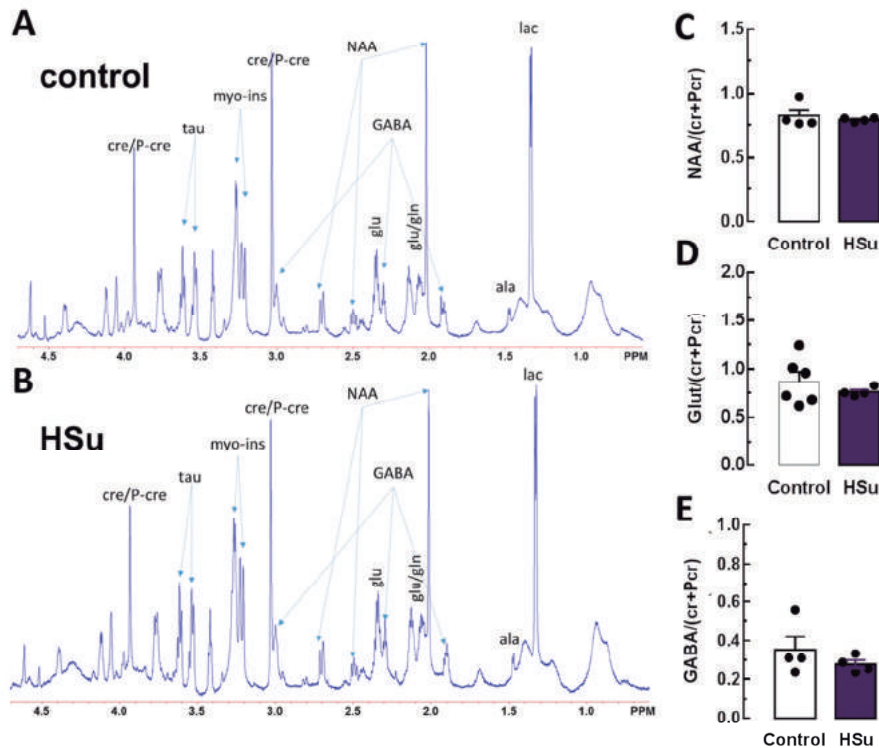 A
control
cre/P-cre
tau
myo-ins
cre/P-cre
NAA
GABA
glu
glu/gln
ala
lac
4.5 4.0 3.5 3.0 2.5 2.0 1.5 1.0 PPM
B
HSu
cre/P-cre
tau
myo-ins
cre/P-cre
NAA
GABA
glu
glu/gln
ala
lac
4.5 4.0 3.5 3.0 2.5 2.0 1.5 1.0 PPM
C
NAA/(cr+Pcr)
1.5
1.0
0.5
0.0
Control HSu
D
Glut/(cr+Pcr)
2.0
1.5
1.0
0.5
0.0
Control HSu
E
GABA/(cr+Pcr)
1.0
0.8
0.6
0.4
0.2
0.0
Control HSu